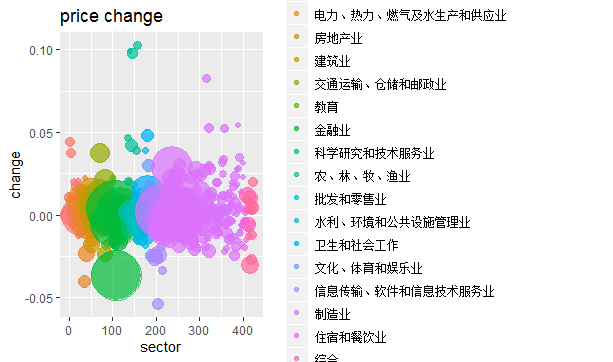 price change
0.10
0.05
0.00
-0.05
change
0 100 200 300 400
sector
电力、热力、燃气及水生产和供应业
房地产业
建筑业
交通运输、仓储和邮政业
教育
金融业
科学研究和技术服务业
农、林、牧、渔业
批发和零售业
水利、环境和公共设施管理业
卫生和社会工作
文化、体育和娱乐业
信息传输、软件和信息技术服务业
制造业
住宿和餐饮业
综合